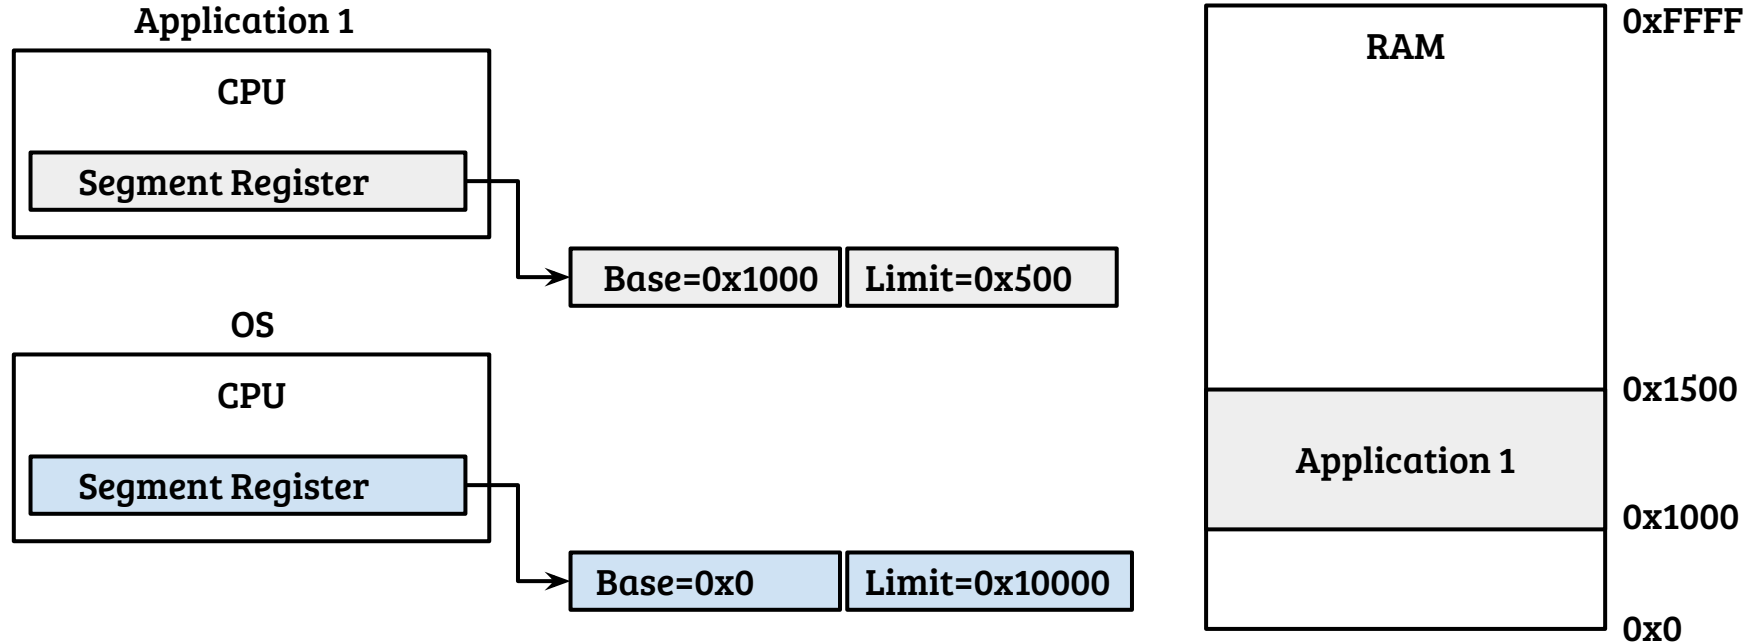 Application 1
CPU
Segment Register
Base=0x1000 Limit=0x500
OS
CPU
Segment Register
Base=0x0 Limit=0x10000
RAM
0xFFFF
0x1500
Application 1
0x1000
0x0